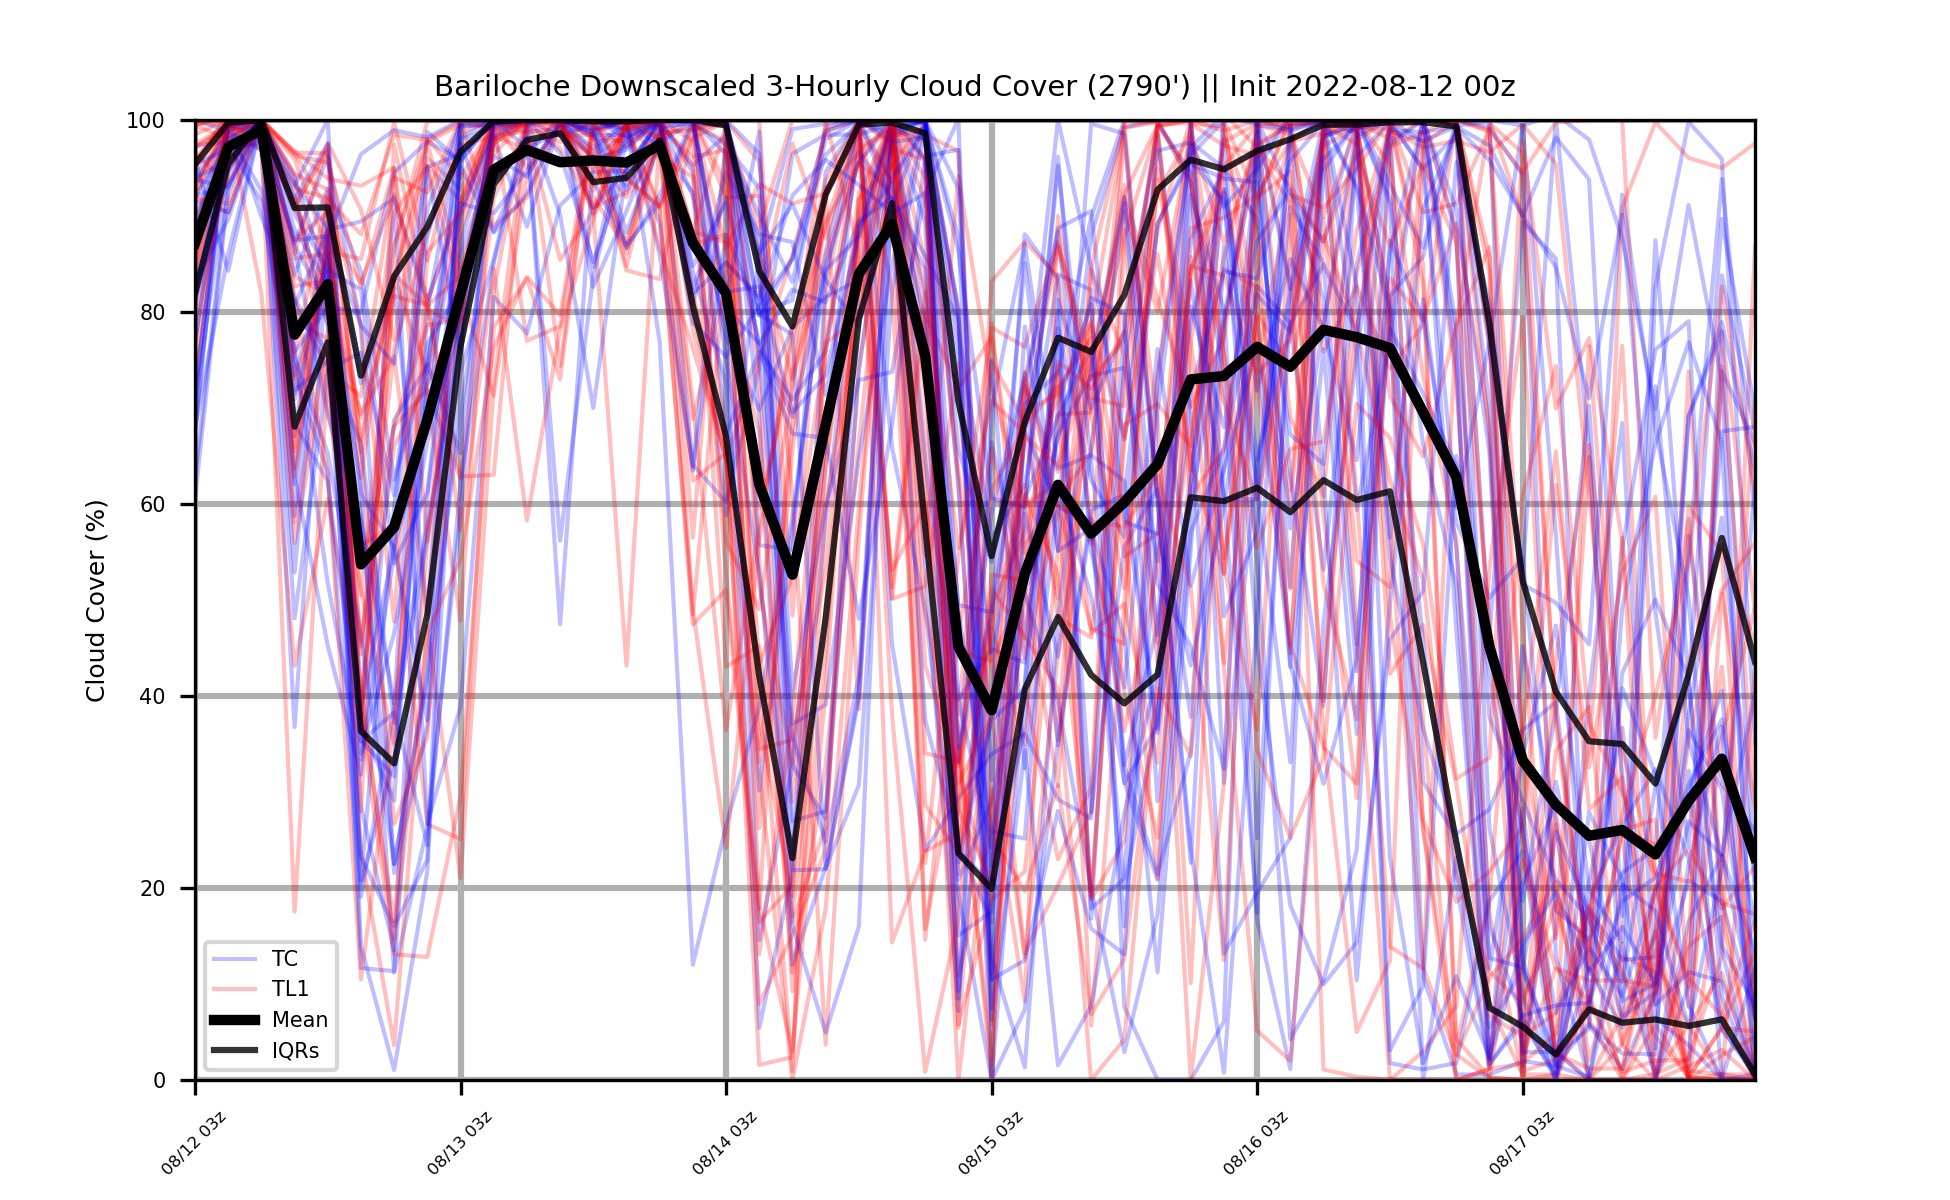 Bariloche Downscaled 3-Hourly Cloud Cover (2790') || Init 2022-08-12 00z
Cloud Cover (%)
100
80
60
40
20
0
TC
TL1
Mean
IQRs
08/12 03z
08/13 03z
08/14 03z
08/15 03z
08/16 03z
08/17 03z